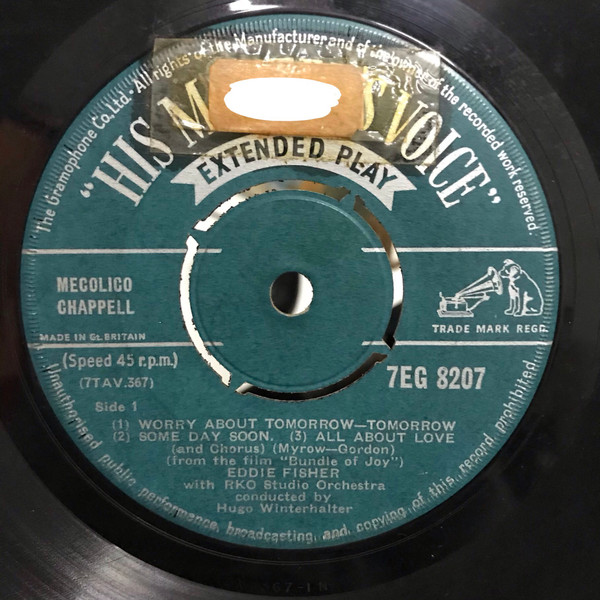 The Gramophone Co. Ltd. All rights of the Manufacturer and of the owner of the recorded work reserved.
"HIS M VOICE"
EXTENDED PLAY
MECOLICO
CHAPPELL
TRADE MARK REGD
MADE IN GT. BRITAIN
(Speed 45 r.p.m.)
(7TAV.367)
7EG 8207
Side 1
(1) WORRY ABOUT TOMORROW—TOMORROW
(2) SOME DAY SOON. (3) ALL ABOUT LOVE
(and Chorus) (Myrow—Gordon)
(from the film "Bundle of Joy")
EDDIE FISHER
with RKO Studio Orchestra
conducted by
Hugo Winterhalter
Unauthorised public performance, broadcasting and copying of this record prohibited.